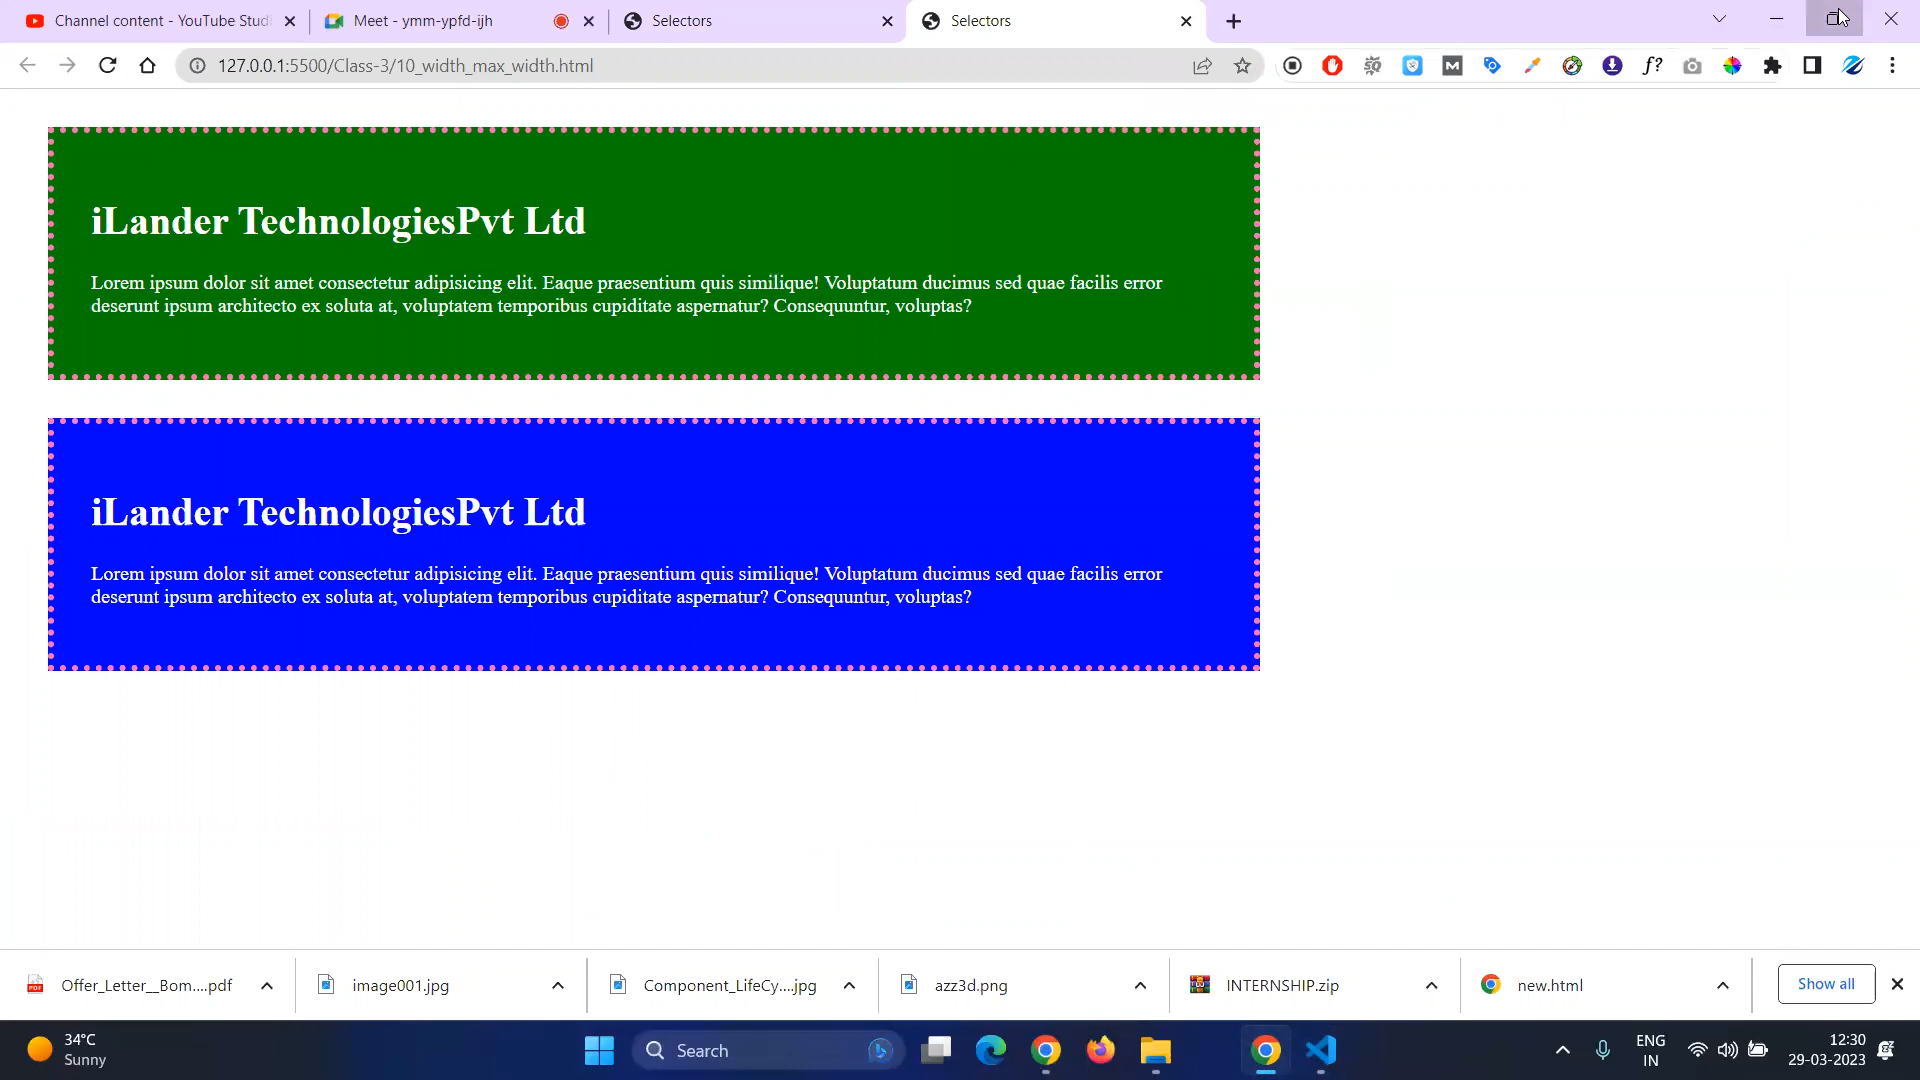 Channel content - YouTube Studi
Meet - ymm-ypfd-ijh
Selectors
Selectors
127.0.0.1:5500/Class-3/10_width_max_width.html
iLander TechnologiesPvt Ltd
Lorem ipsum dolor sit amet consectetur adipisicing elit. Eaque praesentium quis similique! Voluptatum ducimus sed quae facilis error
deserunt ipsum architecto ex soluta at, voluptatem temporibus cupiditate aspernatur? Consequuntur, voluptas?
iLander TechnologiesPvt Ltd
Lorem ipsum dolor sit amet consectetur adipisicing elit. Eaque praesentium quis similique! Voluptatum ducimus sed quae facilis error
deserunt ipsum architecto ex soluta at, voluptatem temporibus cupiditate aspernatur? Consequuntur, voluptas?
Offer_Letter__Bom....pdf
image001.jpg
Component_LifeCy....jpg
azz3d.png
INTERNSHIP.zip
new.html
Show all
34°C
Sunny
Search
ENG
IN
12:30
29-03-2023